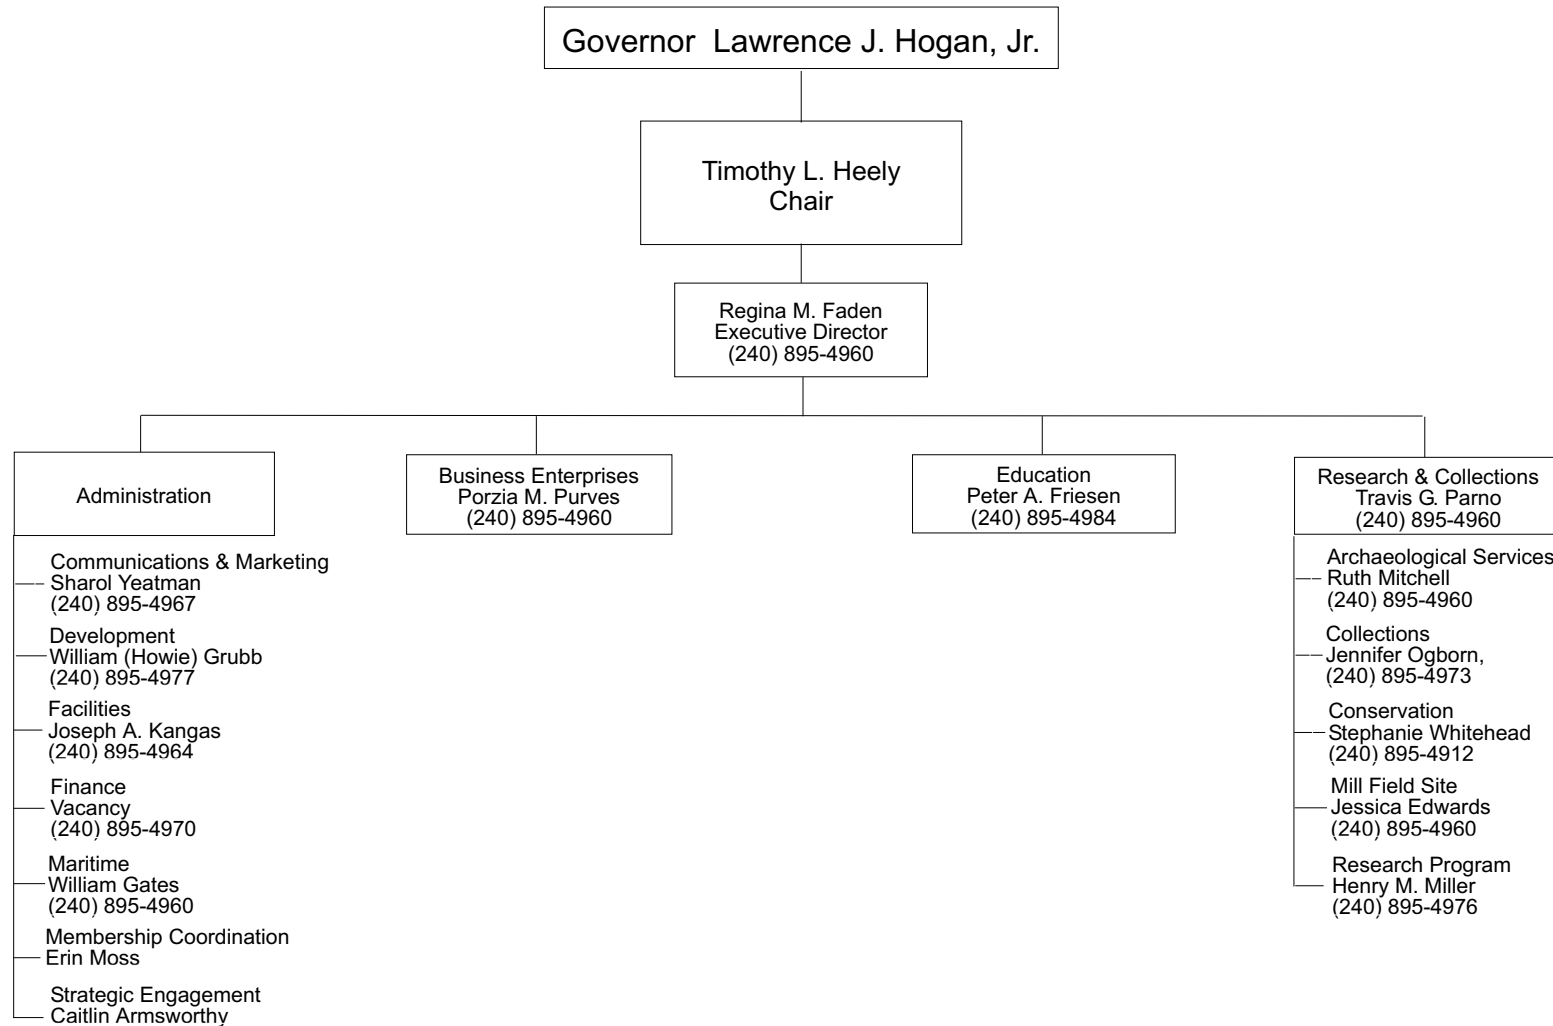 Governor Lawrence J. Hogan, Jr.
Timothy L. Heely
Chair
Regina M. Faden
Executive Director
(240) 895-4960
Administration
Communications & Marketing
Sharol Yeatman
(240) 895-4967
Development
William (Howie) Grubb
(240) 895-4977
Facilities
Joseph A. Kangas
(240) 895-4964
Finance
Vacancy
(240) 895-4970
Maritime
William Gates
(240) 895-4960
Membership Coordination
Erin Moss
Strategic Engagement
Caitlin Armsworthy
Business Enterprises
Porzia M. Purves
(240) 895-4960
Education
Peter A. Friesen
(240) 895-4984
Research & Collections
Travis G. Parno
(240) 895-4960
Archaeological Services
Ruth Mitchell
(240) 895-4960
Collections
Jennifer Ogborn,
(240) 895-4973
Conservation
Stephanie Whitehead
(240) 895-4912
Mill Field Site
Jessica Edwards
(240) 895-4960
Research Program
Henry M. Miller
(240) 895-4976